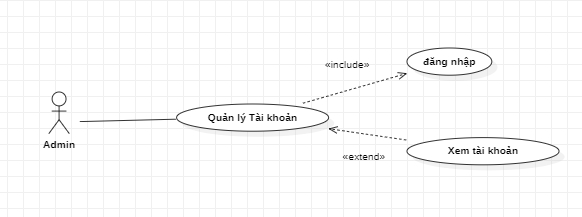 «include»
đăng nhập
Quản lý Tài khoản
Admin
«extend»
Xem tài khoản